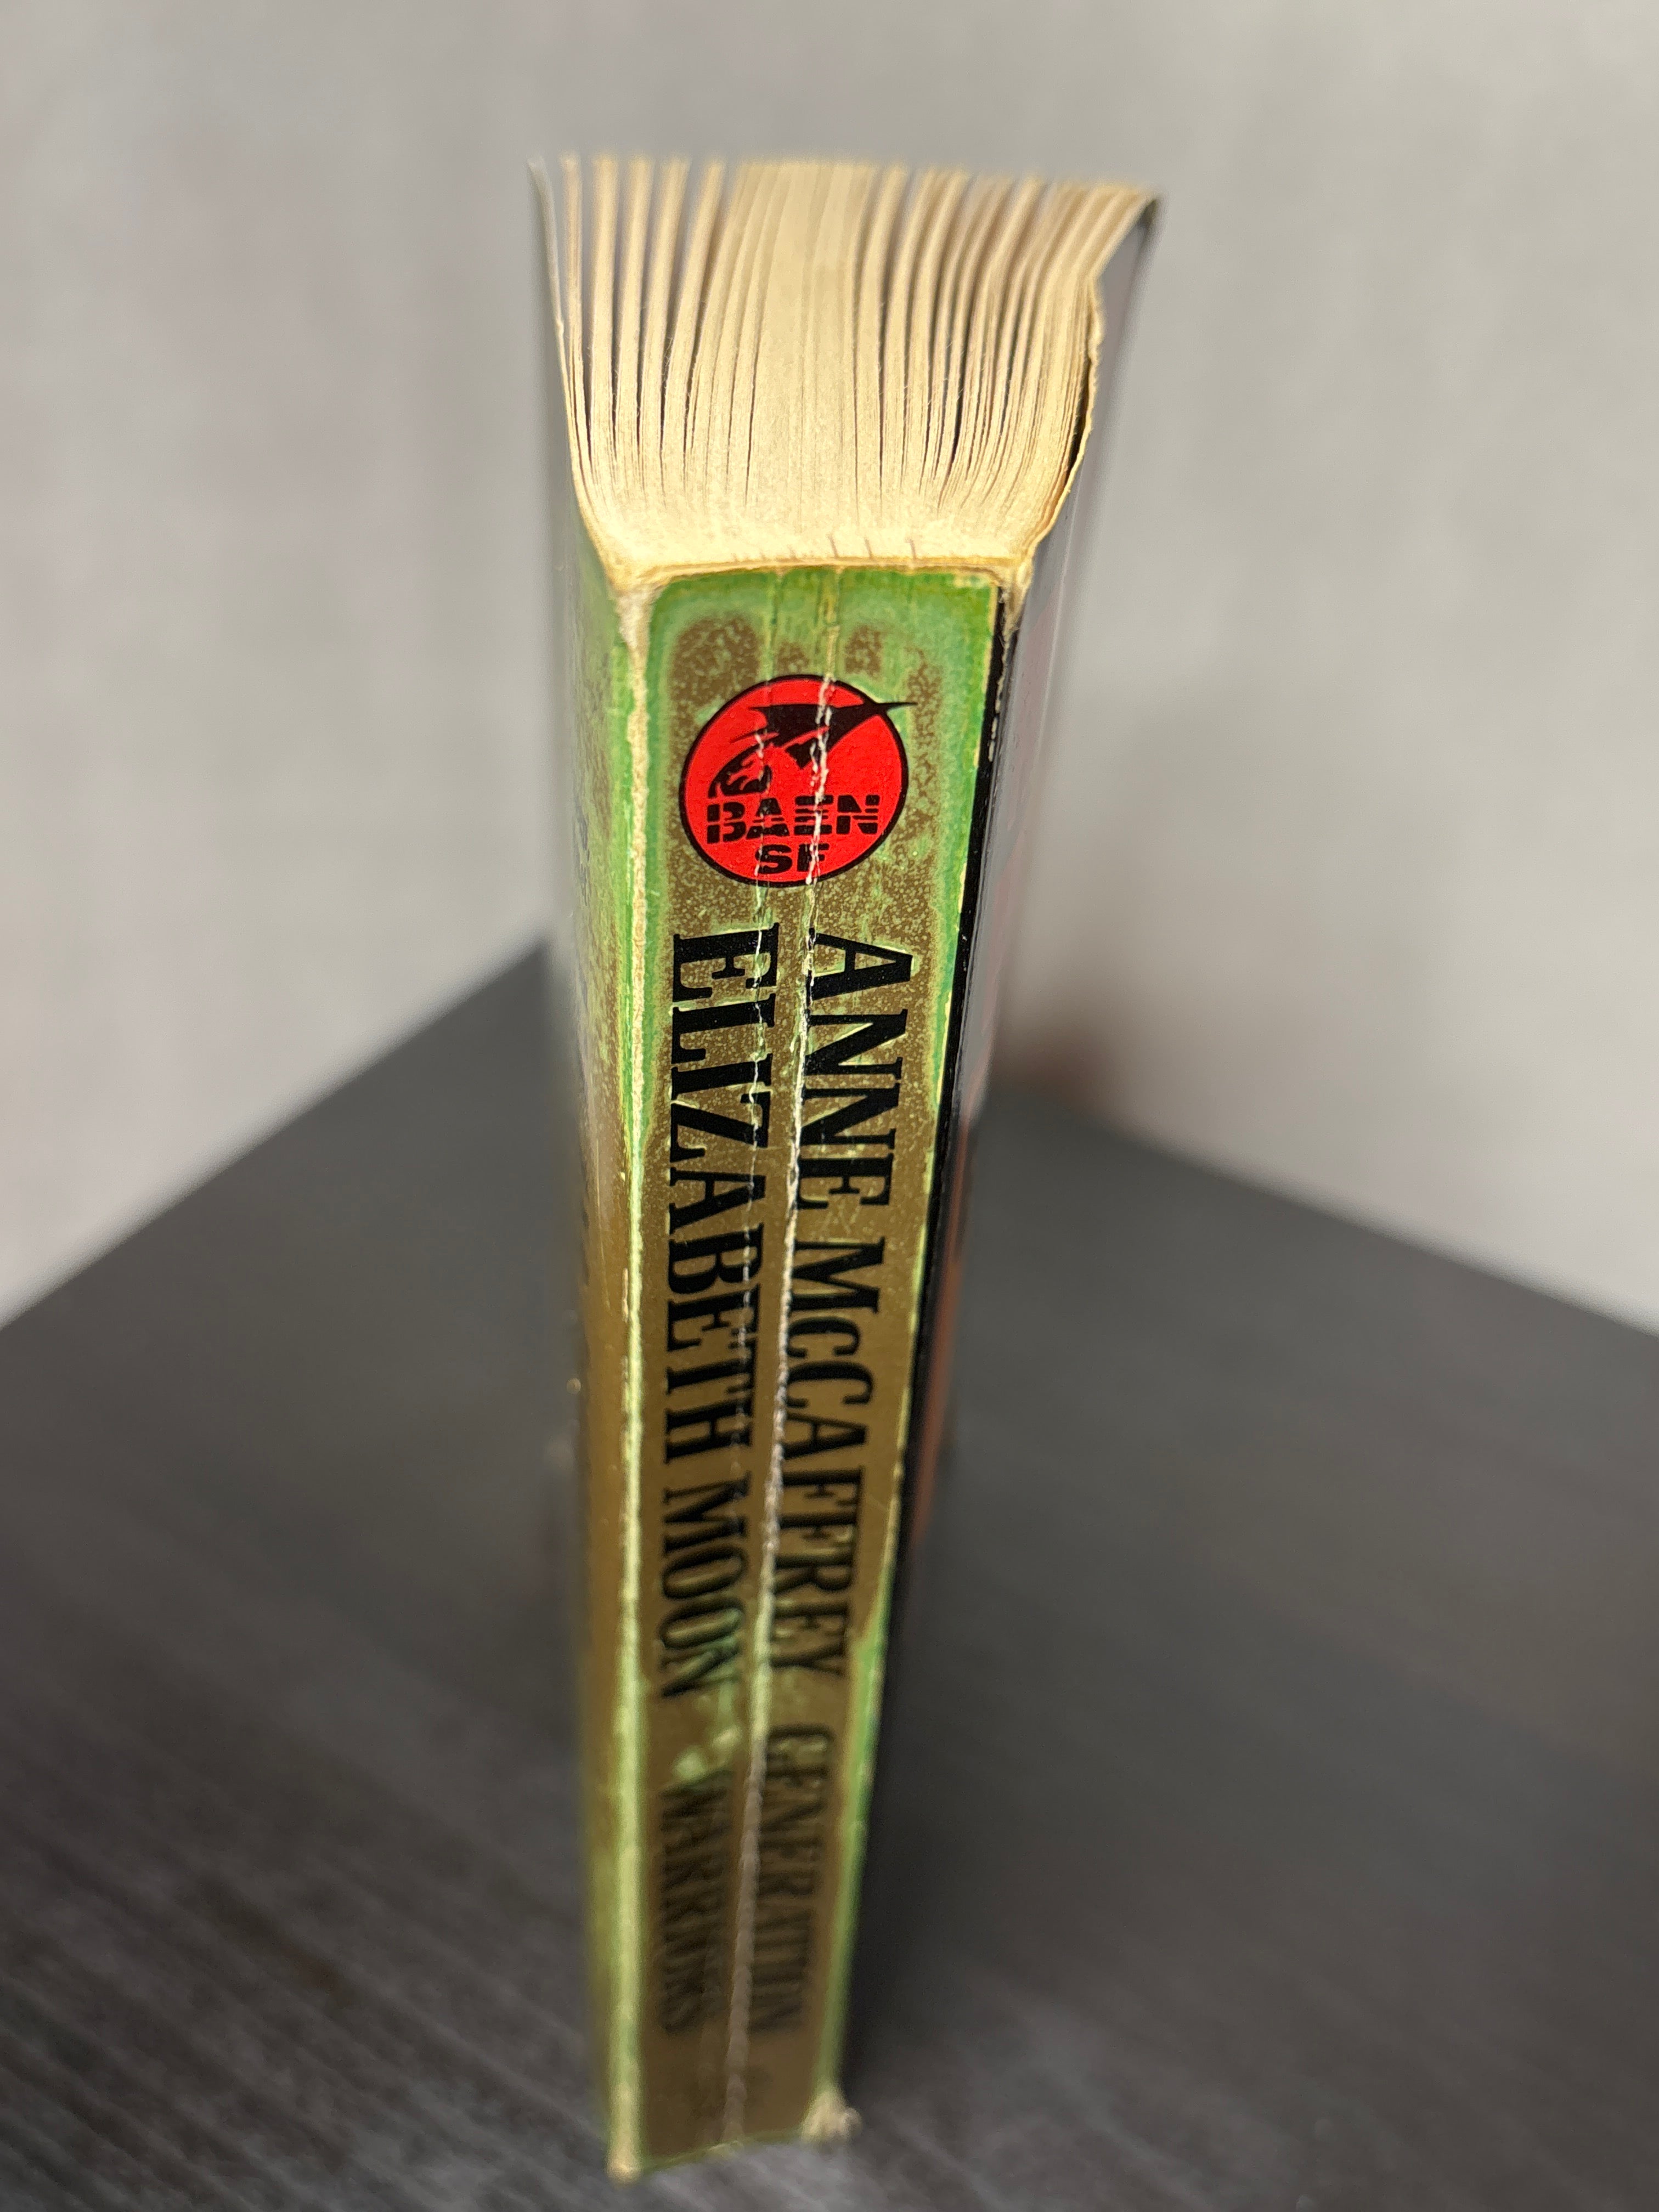 BAEN
SF
ANNE MCCAFFREY GENERATION
ELIZABETH MOON WARRIORS